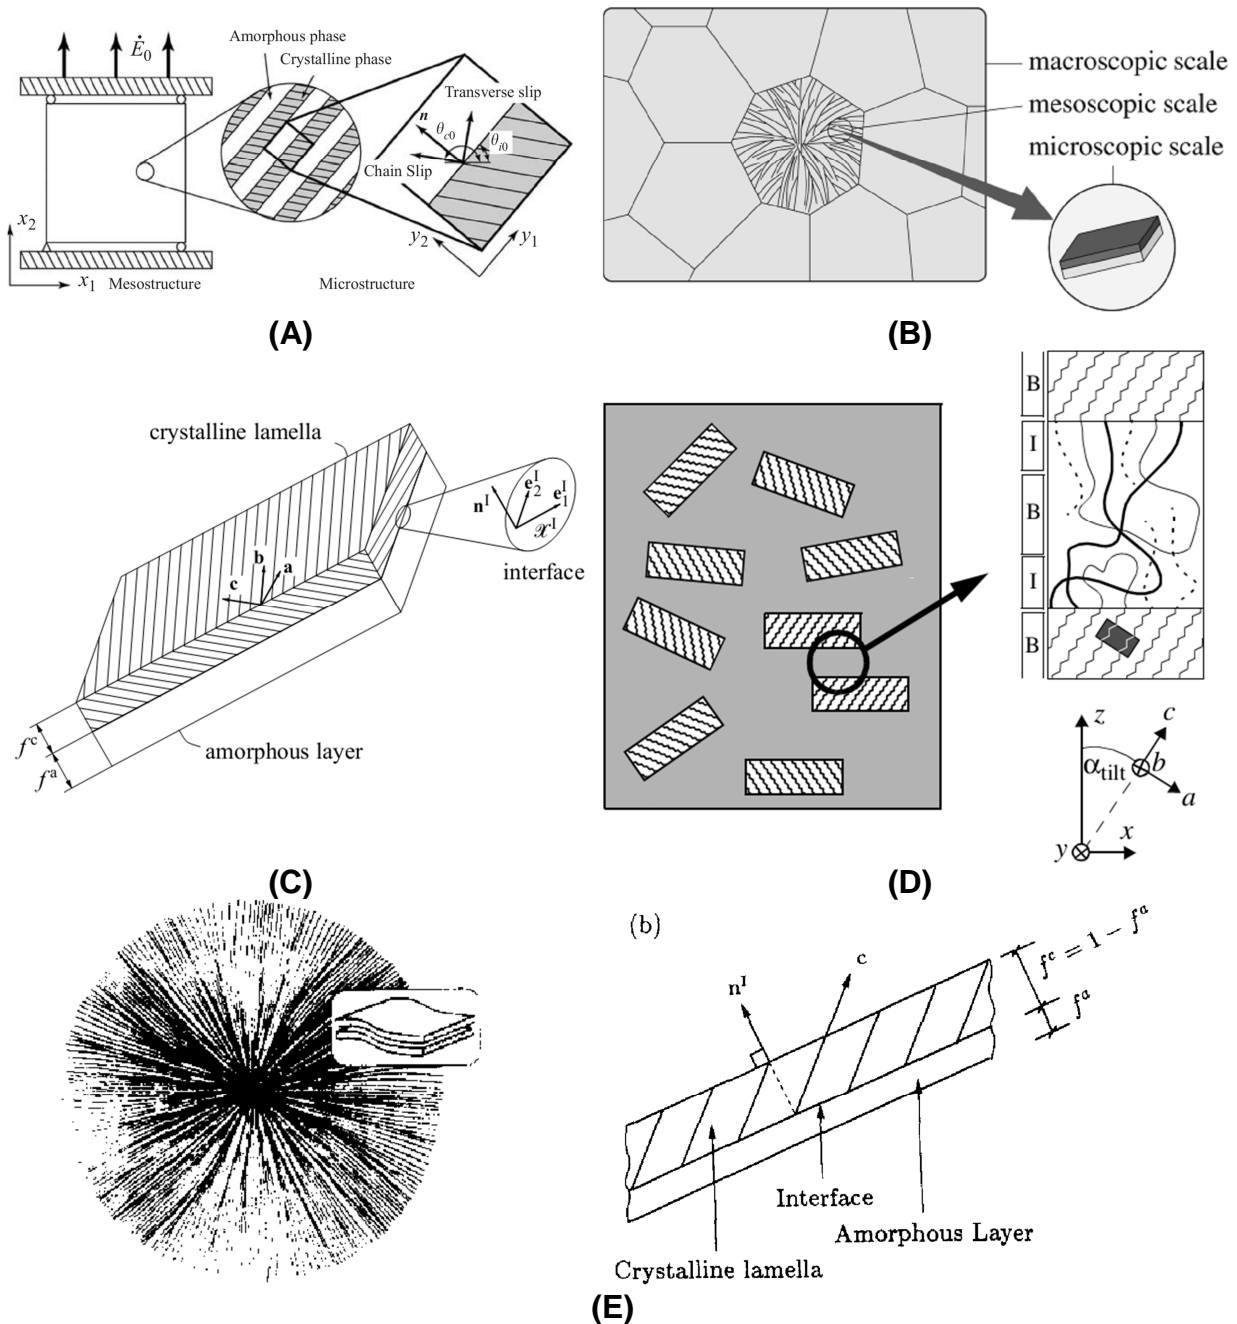 Amorphous phase
Crystalline phase
Ė₀
Transverse slip
n
θc0
θi0
Chain Slip
x₂
x₁
y₂
y₁
Mesostructure
Microstructure
(A)
macroscopic scale
mesoscopic scale
microscopic scale
(B)
crystalline lamella
nᴵ
e₂ᴵ
e₁ᴵ
𝒳ᴵ
interface
b
a
c
fᶜ
fᵃ
amorphous layer
(C)
B
I
B
I
B
z
c
αtilt
b
a
x
y
(D)
(b)
c
nᴵ
fᶜ = 1 − fᵃ
fᵃ
Interface
Amorphous Layer
Crystalline lamella
(E)